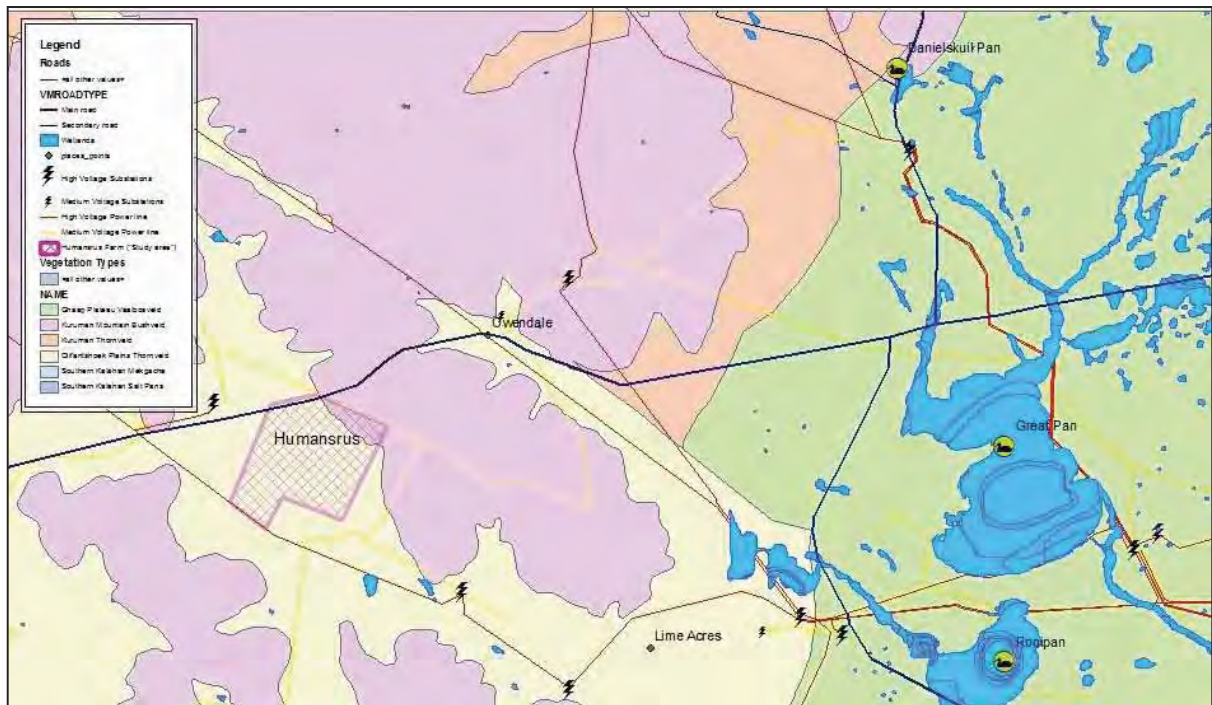 Legend
Roads
<all other values>
VMROADTYPE
Main road
Secondary road
Wetlands
places_points
High Voltage Substations
Medium Voltage Substations
High Voltage Power line
Medium Voltage Power line
Humansrus Farm ("Study area")
Vegetation Types
<all other values>
NAME
Ghaap Plateau Vaalbosveld
Kuruman Mountain Bushveld
Kuruman Thornveld
Olifantshoek Plains Thornveld
Southern Kalahari Mekgacha
Southern Kalahari Salt Pans
Danielskuil Pan
Owendale
Humansrus
Great Pan
Lime Acres
Rooipan